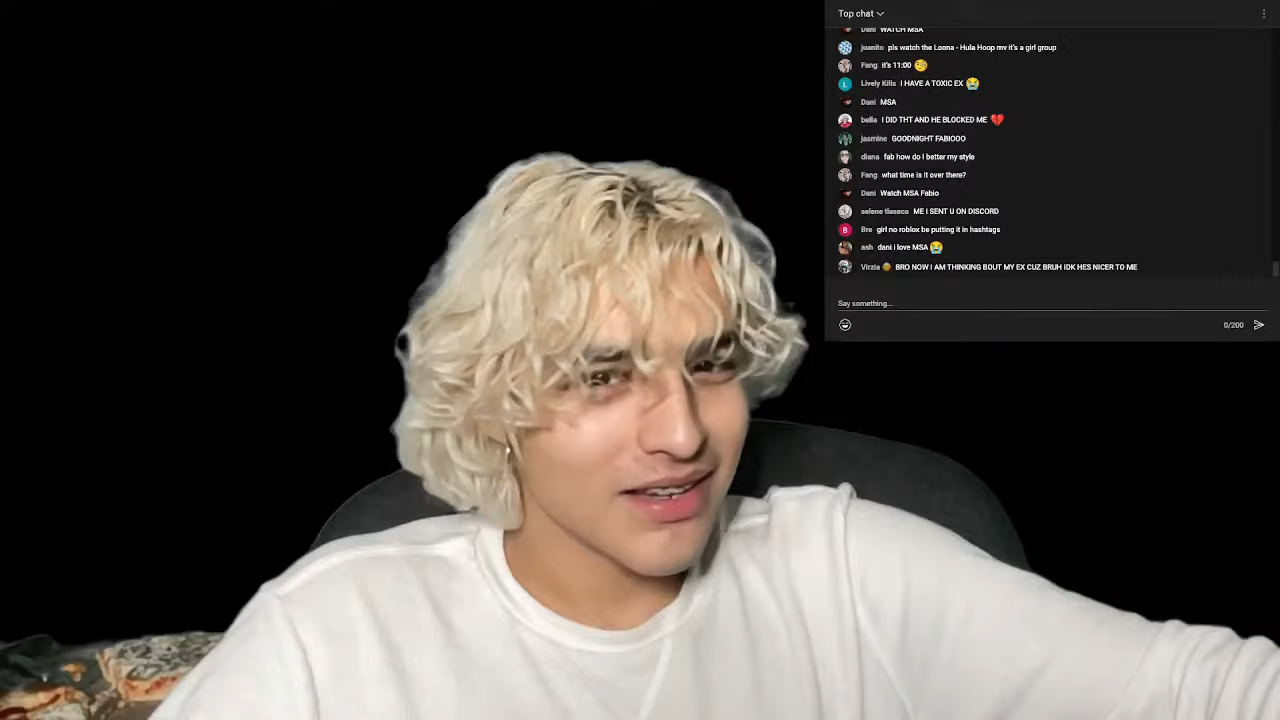 Top chat
Dani WATCH MSA
juanito pls watch the Loona - Hula Hoop mv it's a girl group
Fang it's 11:00 🧐
L Lively Kills I HAVE A TOXIC EX 😭
Dani MSA
bella I DID THT AND HE BLOCKED ME 💔
jasmine GOODNIGHT FABIOOO
diana fab how do i better my style
Fang what time is it over there?
Dani Watch MSA Fabio
selene tlaseca ME I SENT U ON DISCORD
B Bre girl no roblox be putting it in hashtags
ash dani i love MSA 😭
Virzia BRO NOW I AM THINKING BOUT MY EX CUZ BRUH IDK HES NICER TO ME
Say something...
0/200